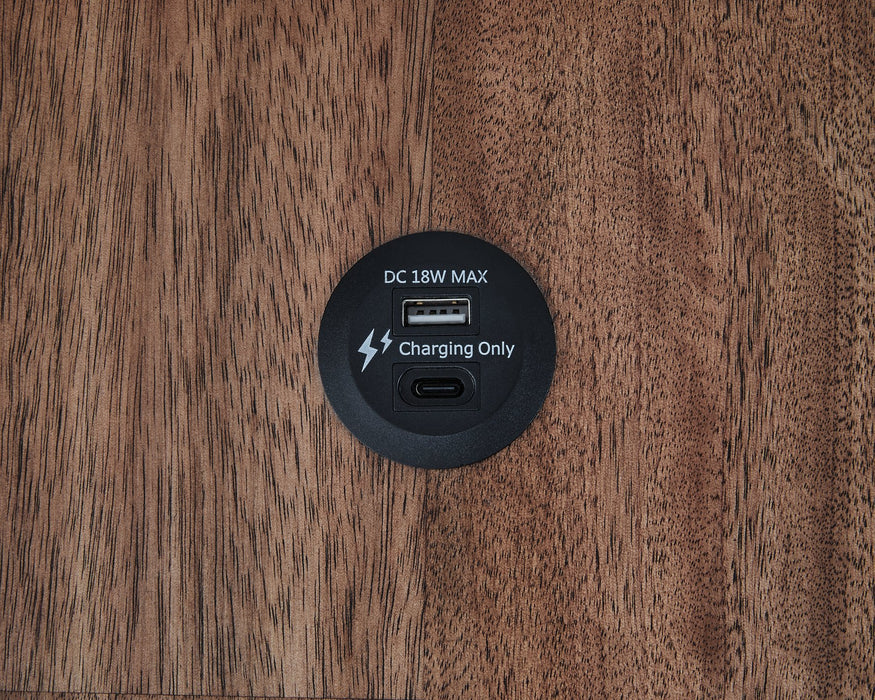 DC 18W MAX
Charging Only